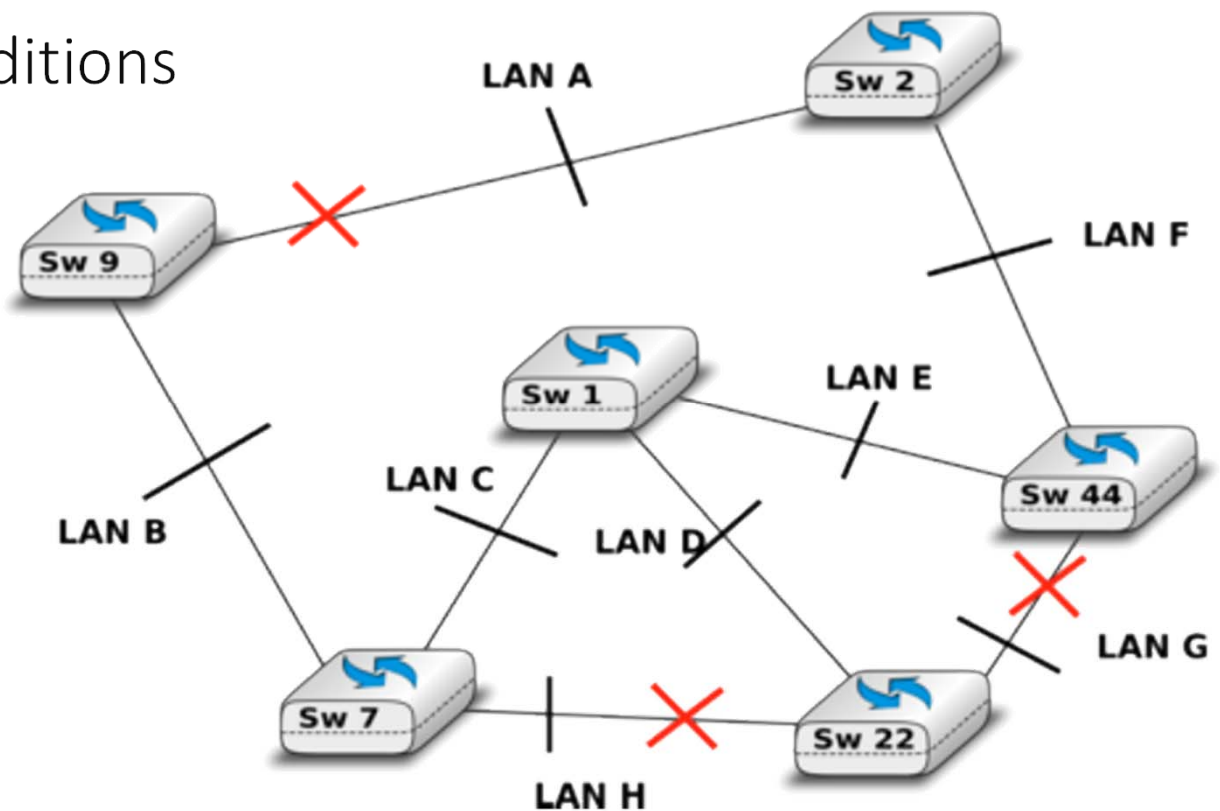 ditions
LAN A
Sw 2
LAN F
Sw 9
LAN E
Sw 1
LAN C
Sw 44
LAN B
LAN D
LAN G
Sw 7
Sw 22
LAN H